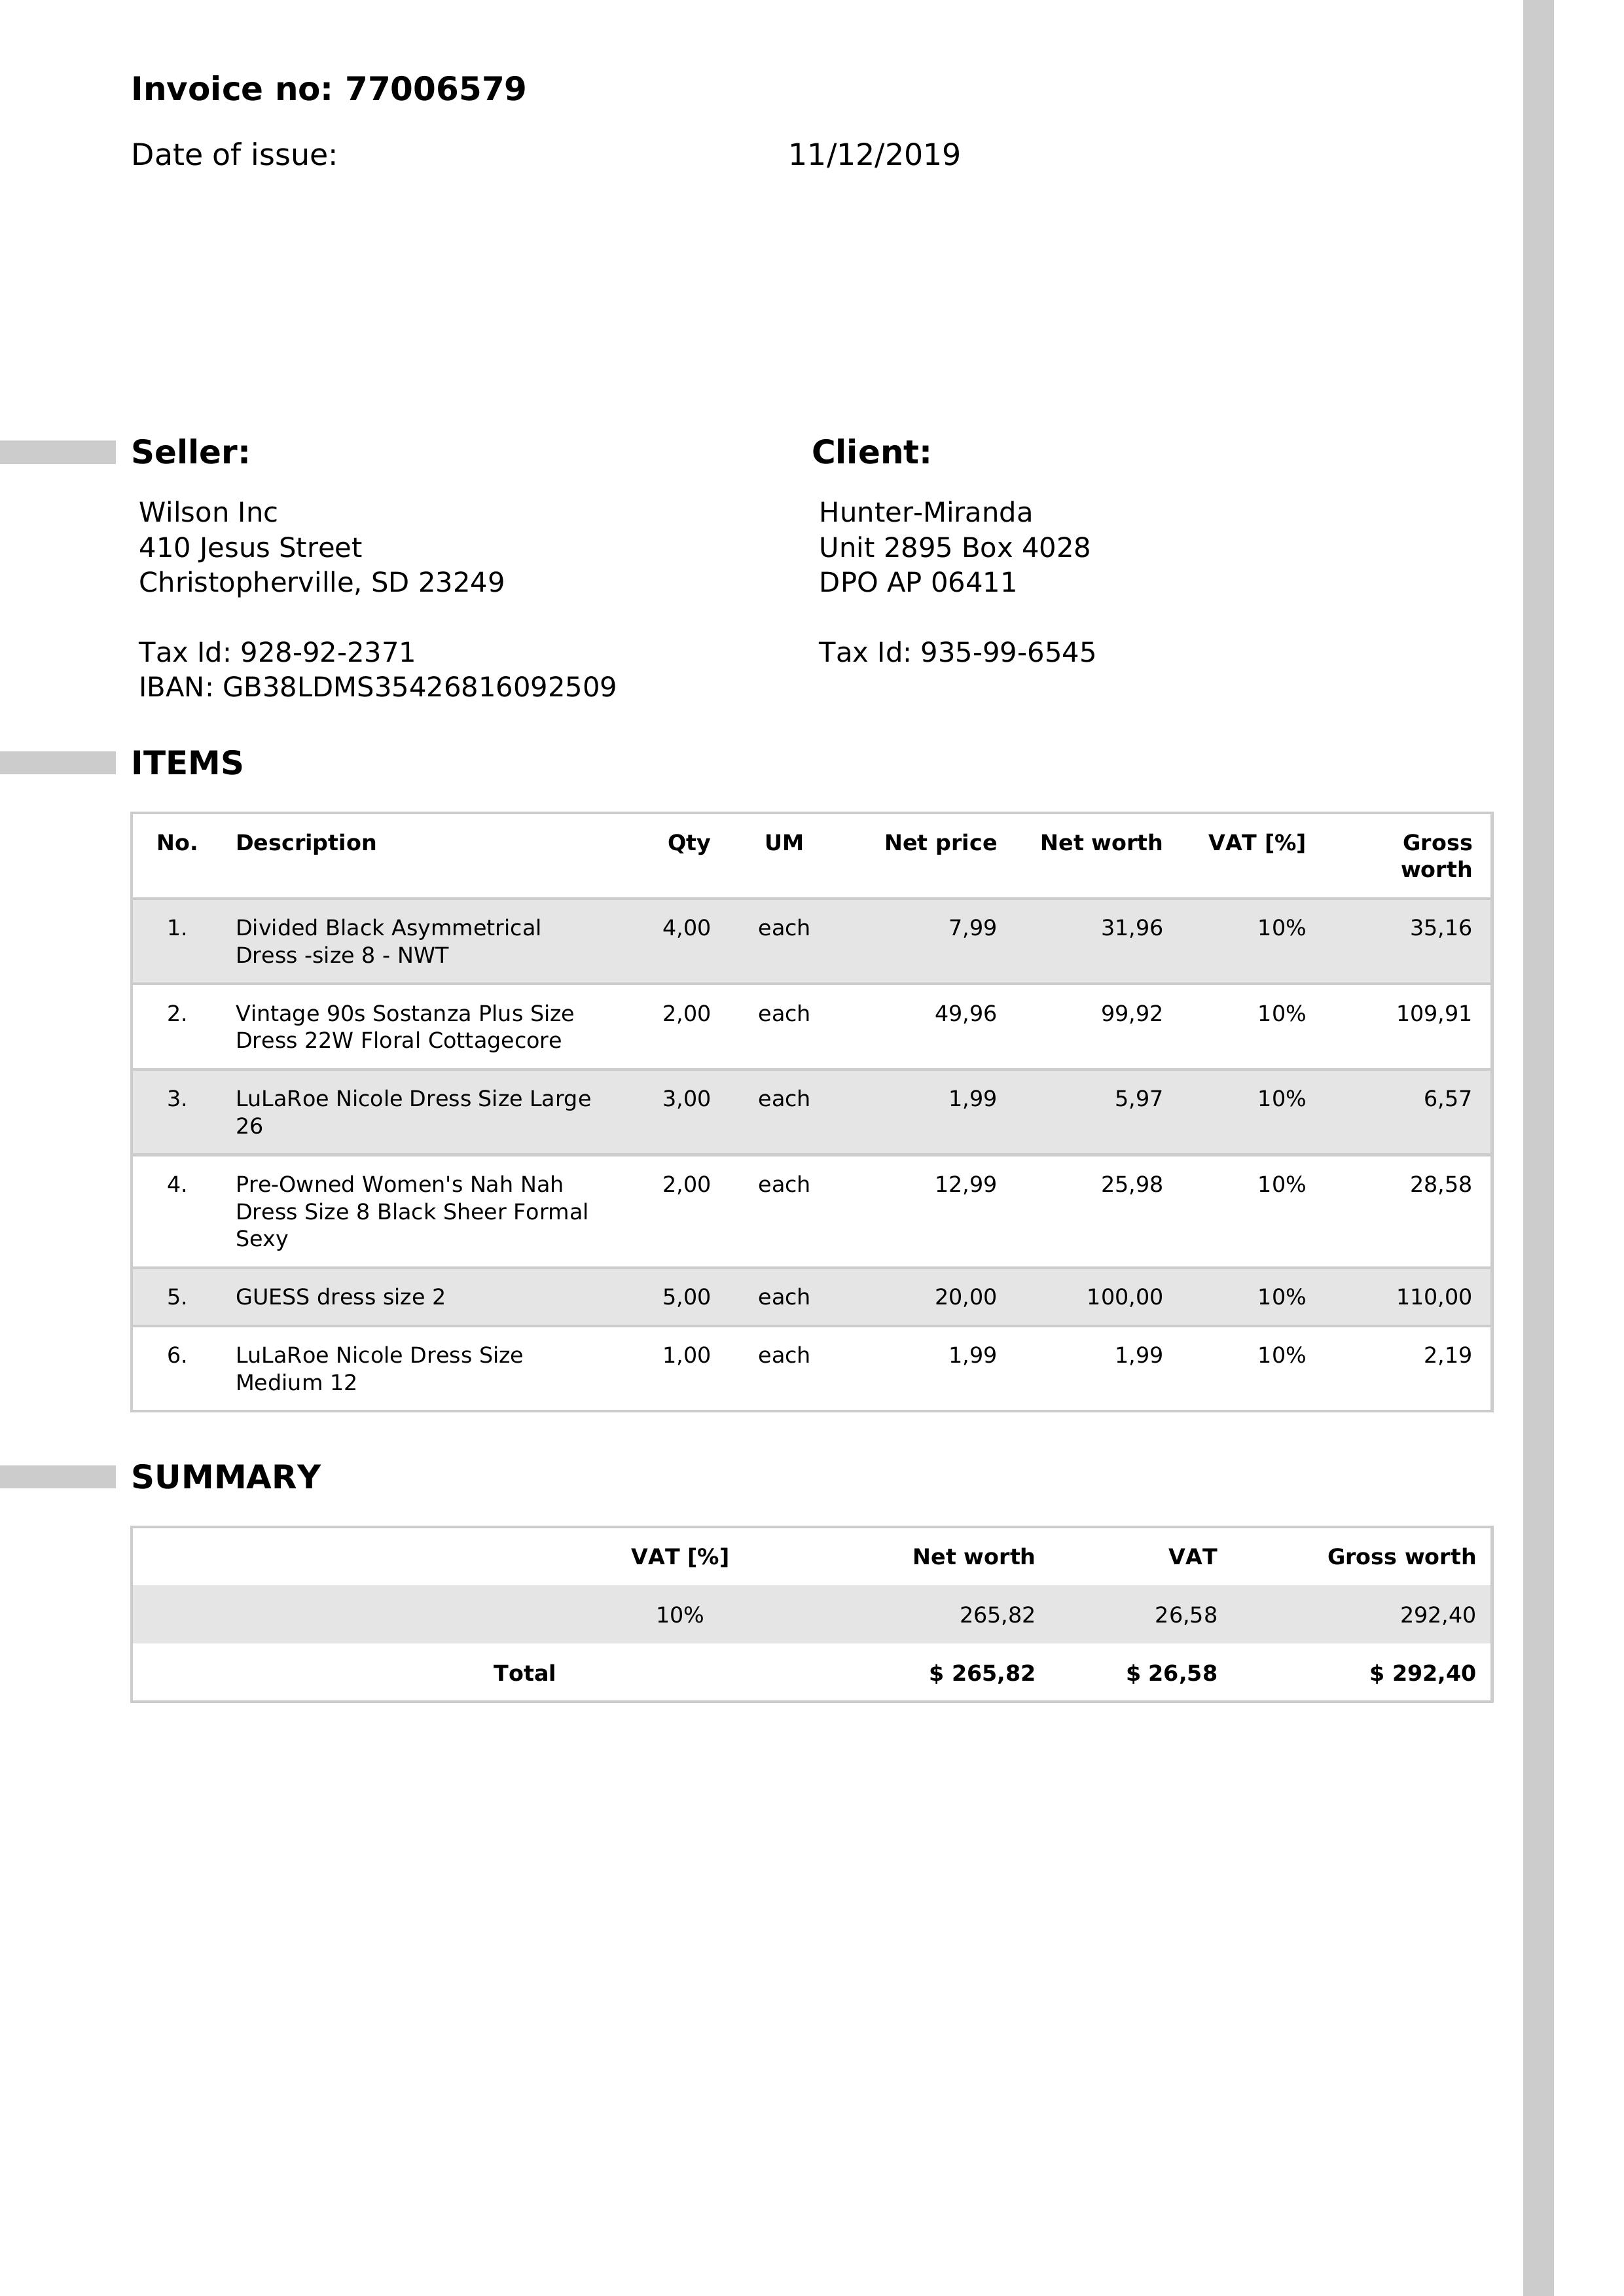 Invoice no: 77006579
Date of issue: 11/12/2019
Seller:
Wilson Inc
410 Jesus Street
Christopherville, SD 23249
Tax Id: 928-92-2371
IBAN: GB38LDMS35426816092509
Client:
Hunter-Miranda
Unit 2895 Box 4028
DPO AP 06411
Tax Id: 935-99-6545
ITEMS
No. Description Qty UM Net price Net worth VAT [%] Gross
worth
1. Divided Black Asymmetrical 4,00 each 7,99 31,96 10% 35,16
Dress -size 8 - NWT
2. Vintage 90s Sostanza Plus Size 2,00 each 49,96 99,92 10% 109,91
Dress 22W Floral Cottagecore
3. LuLaRoe Nicole Dress Size Large 3,00 each 1,99 5,97 10% 6,57
26
4. Pre-Owned Women's Nah Nah 2,00 each 12,99 25,98 10% 28,58
Dress Size 8 Black Sheer Formal
Sexy
5. GUESS dress size 2 5,00 each 20,00 100,00 10% 110,00
6. LuLaRoe Nicole Dress Size 1,00 each 1,99 1,99 10% 2,19
Medium 12
SUMMARY
VAT [%] Net worth VAT Gross worth
10% 265,82 26,58 292,40
Total $ 265,82 $ 26,58 $ 292,40